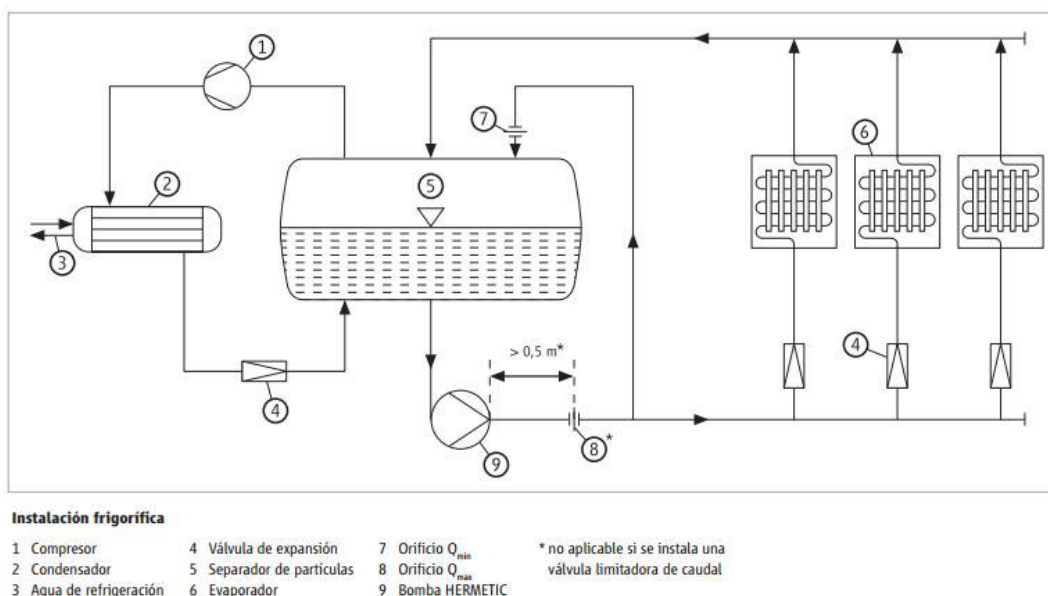 1
2
7
6
5
3
> 0,5 m*
4
4
8*
9
Instalación frigorífica
1 Compresor
2 Condensador
3 Agua de refrigeración
4 Válvula de expansión
5 Separador de partículas
6 Evaporador
7 Orificio Qmin
8 Orificio Qmax
9 Bomba HERMETIC
* no aplicable si se instala una
válvula limitadora de caudal